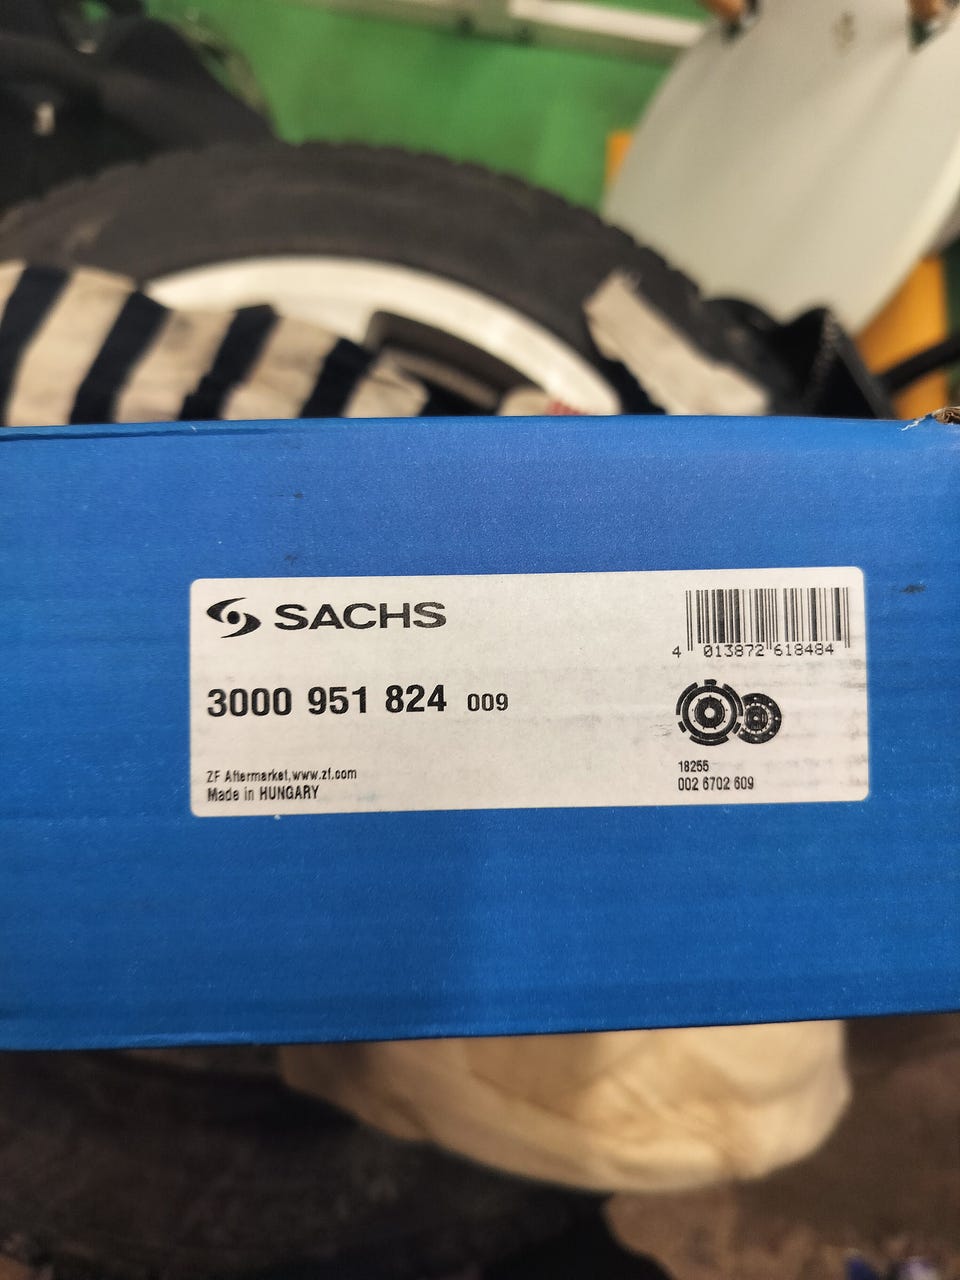 SACHS
4 013872 618484
3000 951 824 009
ZF Aftermarket, www.zf.com
Made in HUNGARY
18255
002 6702 609